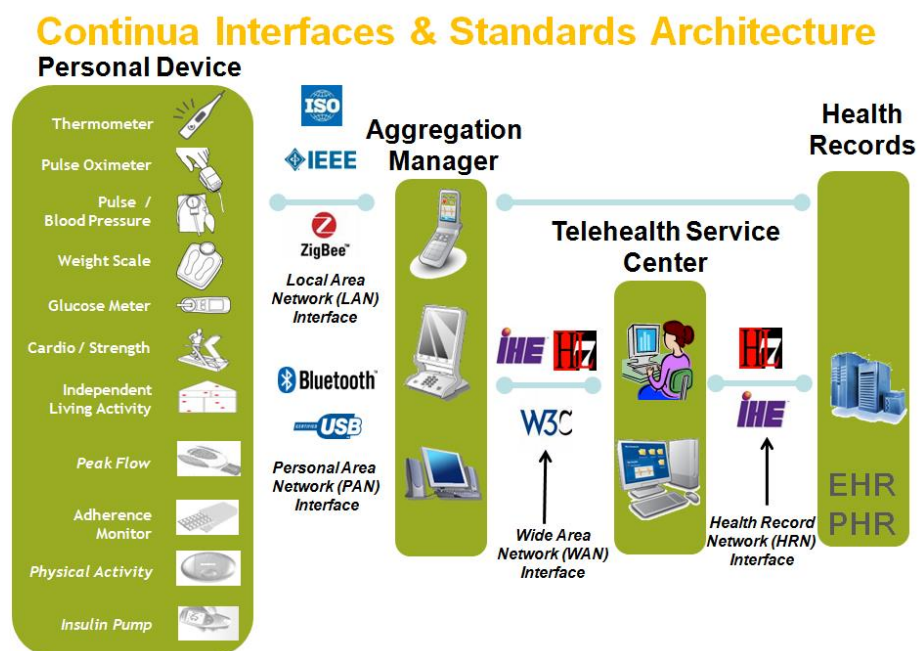 Continua Interfaces & Standards Architecture
Personal Device
Thermometer
Pulse Oximeter
Pulse /
Blood Pressure
Weight Scale
Glucose Meter
Cardio / Strength
Independent
Living Activity
Peak Flow
Adherence
Monitor
Physical Activity
Insulin Pump
ISO
IEEE
ZigBee™
Local Area
Network (LAN)
Interface
Bluetooth™
CERTIFIED
USB
Personal Area
Network (PAN)
Interface
Aggregation
Manager
IHE
HL7
W3C
Wide Area
Network (WAN)
Interface
Telehealth Service
Center
HL7
IHE
Health Record
Network (HRN)
Interface
Health
Records
EHR
PHR